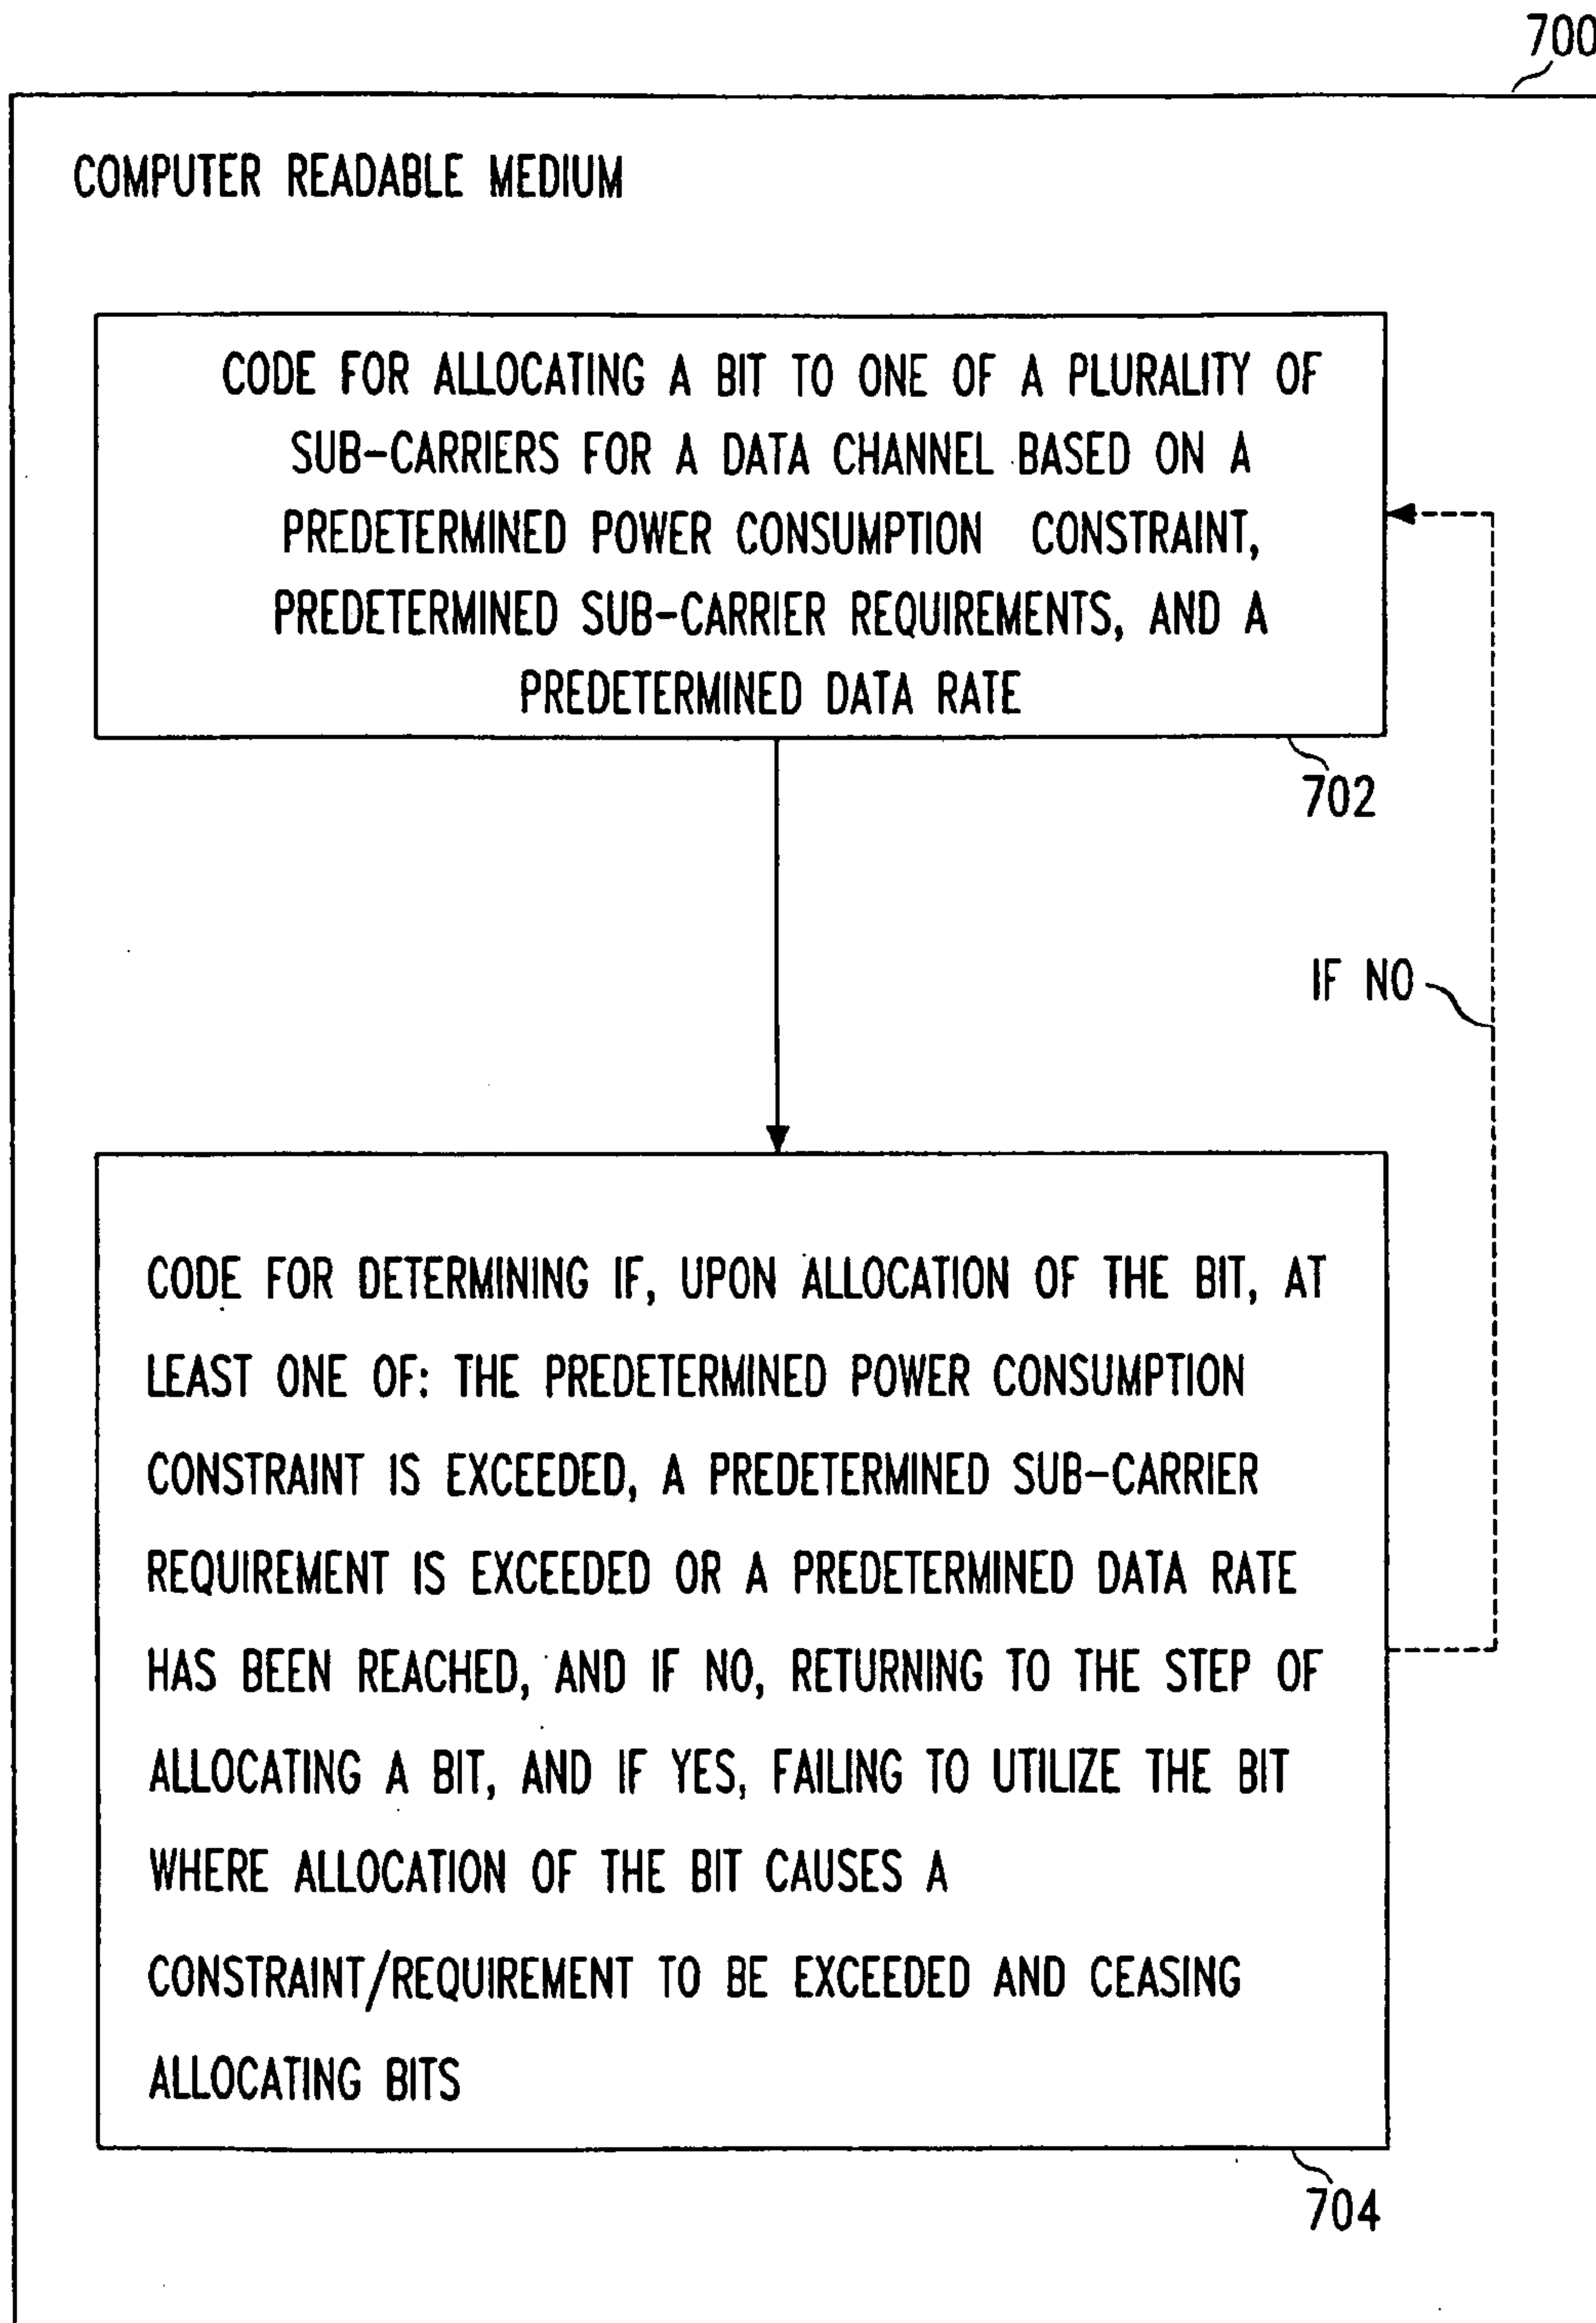 700
COMPUTER READABLE MEDIUM
CODE FOR ALLOCATING A BIT TO ONE OF A PLURALITY OF
SUB-CARRIERS FOR A DATA CHANNEL BASED ON A
PREDETERMINED POWER CONSUMPTION CONSTRAINT,
PREDETERMINED SUB-CARRIER REQUIREMENTS, AND A
PREDETERMINED DATA RATE
702
IF NO
CODE FOR DETERMINING IF, UPON ALLOCATION OF THE BIT, AT
LEAST ONE OF: THE PREDETERMINED POWER CONSUMPTION
CONSTRAINT IS EXCEEDED, A PREDETERMINED SUB-CARRIER
REQUIREMENT IS EXCEEDED OR A PREDETERMINED DATA RATE
HAS BEEN REACHED, AND IF NO, RETURNING TO THE STEP OF
ALLOCATING A BIT, AND IF YES, FAILING TO UTILIZE THE BIT
WHERE ALLOCATION OF THE BIT CAUSES A
CONSTRAINT/REQUIREMENT TO BE EXCEEDED AND CEASING
ALLOCATING BITS
704